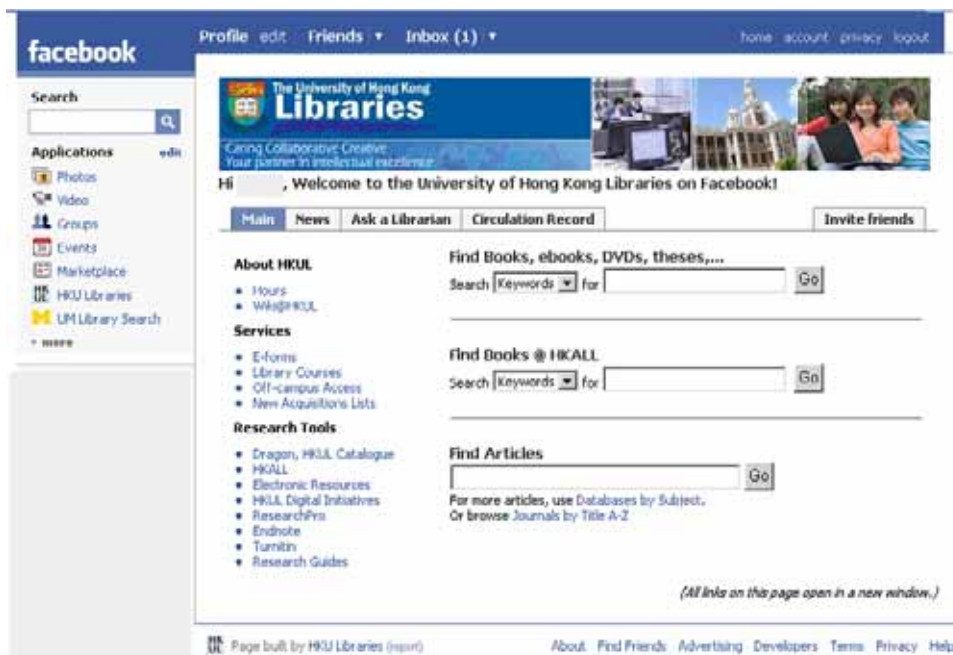 facebook
Profile edit Friends Inbox (1) home account privacy logout
Search
Applications edit
Photos
Video
Groups
Events
Marketplace
HKU Libraries
UM Library Search
more
The University of Hong Kong
Libraries
Caring Collaborative Creative
Your partner in intellectual excellence
Hi , Welcome to the University of Hong Kong Libraries on Facebook!
Main News Ask a Librarian Circulation Record Invite friends
About HKUL
Hours
Wiki@HKUL
Services
E-forms
Library Courses
Off-campus Access
New Acquisitions Lists
Research Tools
Dragon, HKUL Catalogue
HKALL
Electronic Resources
HKUL Digital Initiatives
ResearchPro
Endnote
Turnitin
Research Guides
Find Books, ebooks, DVDs, theses,...
Search Keywords for Go
Find Books @ HKALL
Search Keywords for Go
Find Articles
Go
For more articles, use Databases by Subject.
Or browse Journals by Title A-Z
(All links on this page open in a new window.)
HKUL Page built by HKU Libraries (report) About Find Friends Advertising Developers Terms Privacy Help